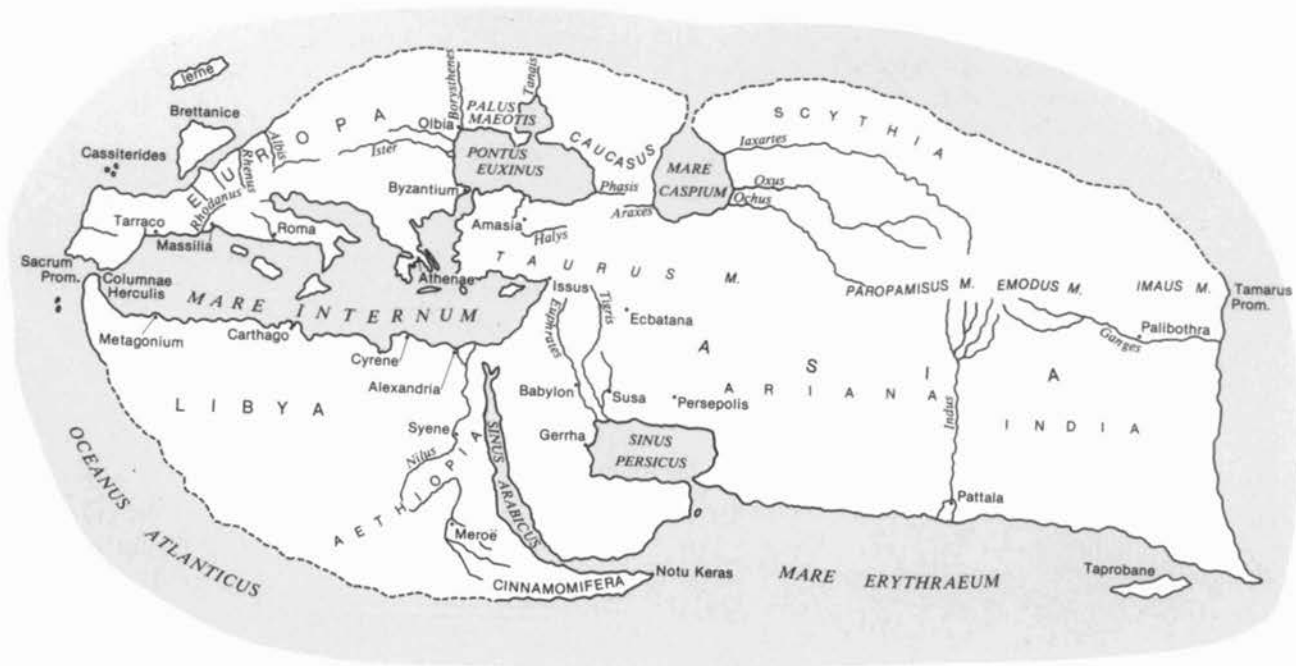 Ierne
Brettanice
Cassiterides
EUROPA
Albis
Rhenus
Rhodanus
Ister
Borysthenes
Tanais
PALUS
MAEOTIS
Olbia
PONTUS
EUXINUS
CAUCASUS
Phasis
Araxes
MARE
CASPIUM
SCYTHIA
Iaxartes
Oxus
Ochus
Byzantium
Amasia
Halys
Tarraco
Massilia
Roma
Athenae
Sacrum
Prom.
Columnae
Herculis
MARE INTERNUM
TAURUS M.
Issus
PAROPAMISUS M.
EMODUS M.
IMAUS M.
Tamarus
Prom.
Metagonium
Carthago
Cyrene
Alexandria
Euphrates
Tigris
Ecbatana
ASIA
Ganges
Palibothra
LIBYA
Babylon
Susa
Persepolis
ARIANA
Indus
INDIA
Syene
Nilus
SINUS
ARABICUS
Gerrha
SINUS
PERSICUS
AETHIOPIA
Meroë
Pattala
OCEANUS ATLANTICUS
CINNAMOMIFERA
Notu Keras
MARE ERYTHRAEUM
Taprobane